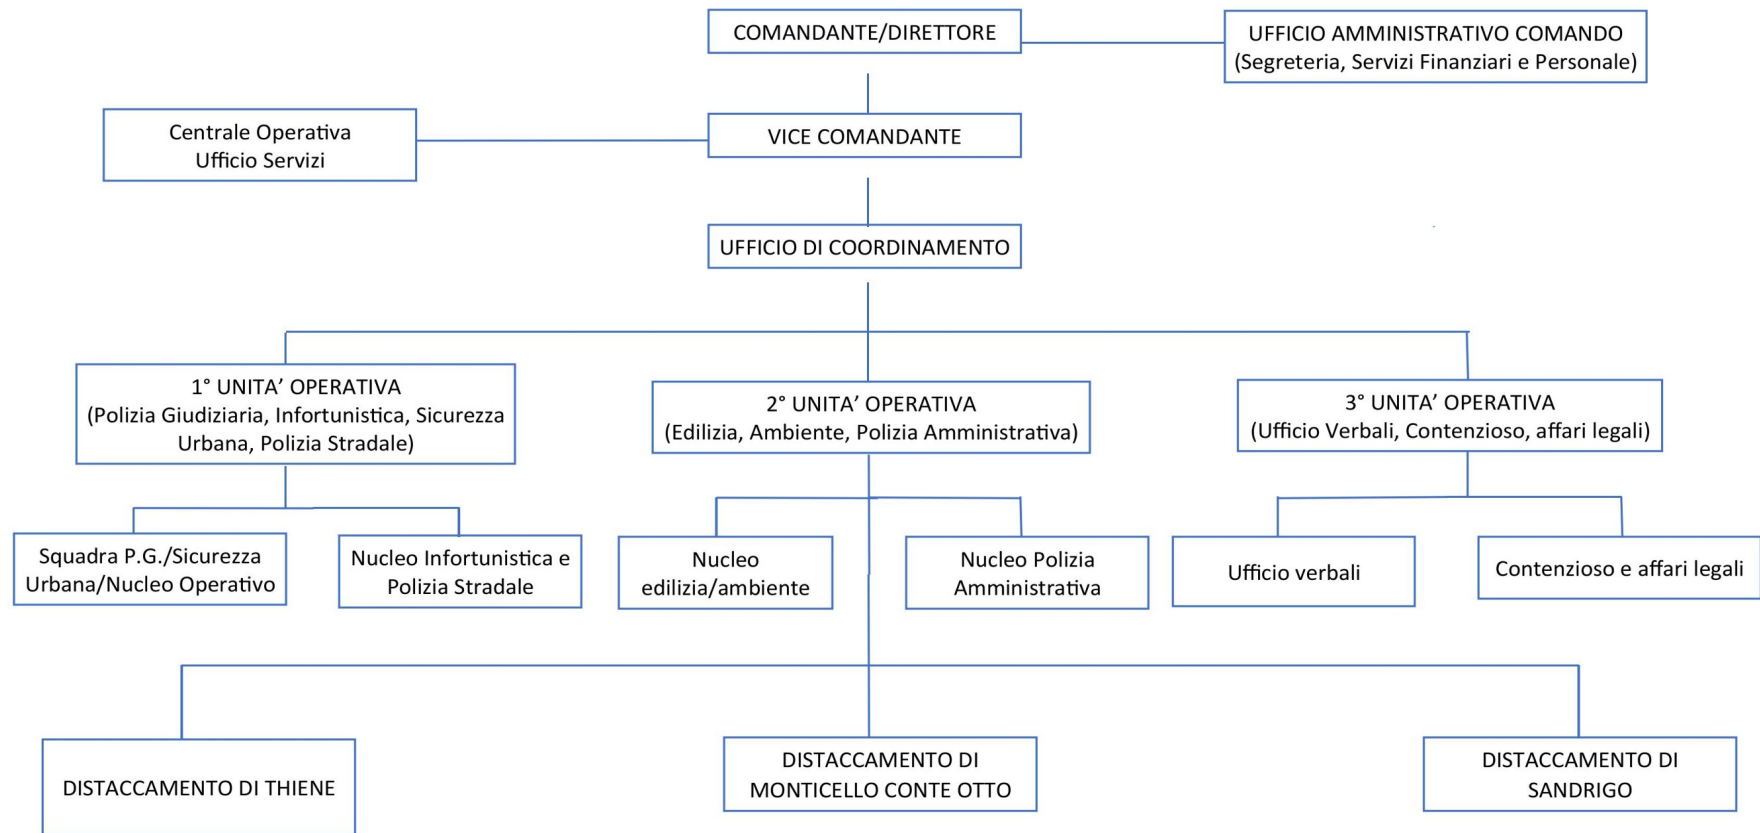 COMANDANTE/DIRETTORE
UFFICIO AMMINISTRATIVO COMANDO
(Segreteria, Servizi Finanziari e Personale)
Centrale Operativa
Ufficio Servizi
VICE COMANDANTE
UFFICIO DI COORDINAMENTO
1° UNITA’ OPERATIVA
(Polizia Giudiziaria, Infortunistica, Sicurezza
Urbana, Polizia Stradale)
2° UNITA’ OPERATIVA
(Edilizia, Ambiente, Polizia Amministrativa)
3° UNITA’ OPERATIVA
(Ufficio Verbali, Contenzioso, affari legali)
Squadra P.G./Sicurezza
Urbana/Nucleo Operativo
Nucleo Infortunistica e
Polizia Stradale
Nucleo
edilizia/ambiente
Nucleo Polizia
Amministrativa
Ufficio verbali
Contenzioso e affari legali
DISTACCAMENTO DI THIENE
DISTACCAMENTO DI
MONTICELLO CONTE OTTO
DISTACCAMENTO DI
SANDRIGO